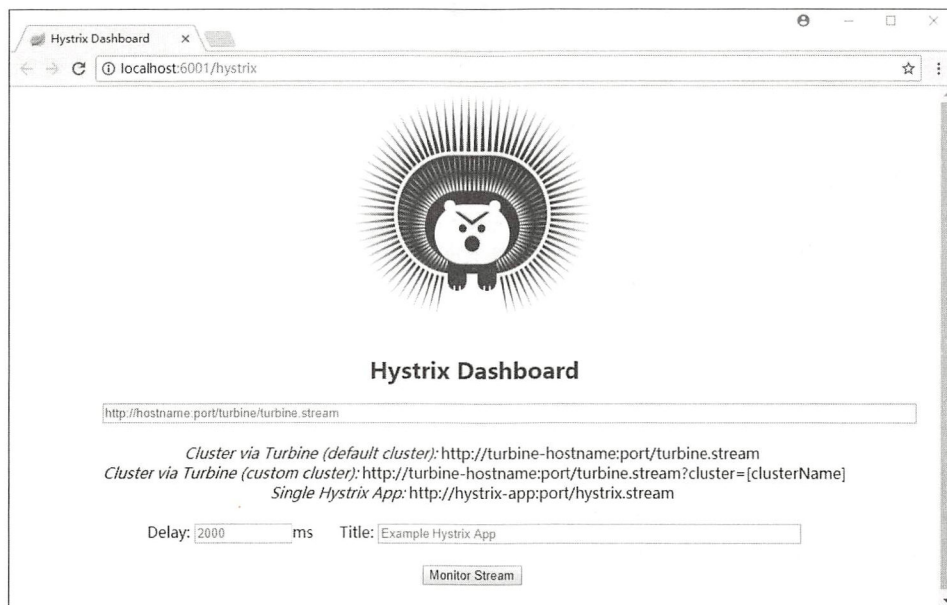 Hystrix Dashboard
localhost:6001/hystrix
Hystrix Dashboard
http://hostname:port/turbine/turbine.stream
Cluster via Turbine (default cluster): http://turbine-hostname:port/turbine.stream
Cluster via Turbine (custom cluster): http://turbine-hostname:port/turbine.stream?cluster=[clusterName]
Single Hystrix App: http://hystrix-app:port/hystrix.stream
Delay: 2000 ms Title: Example Hystrix App
Monitor Stream